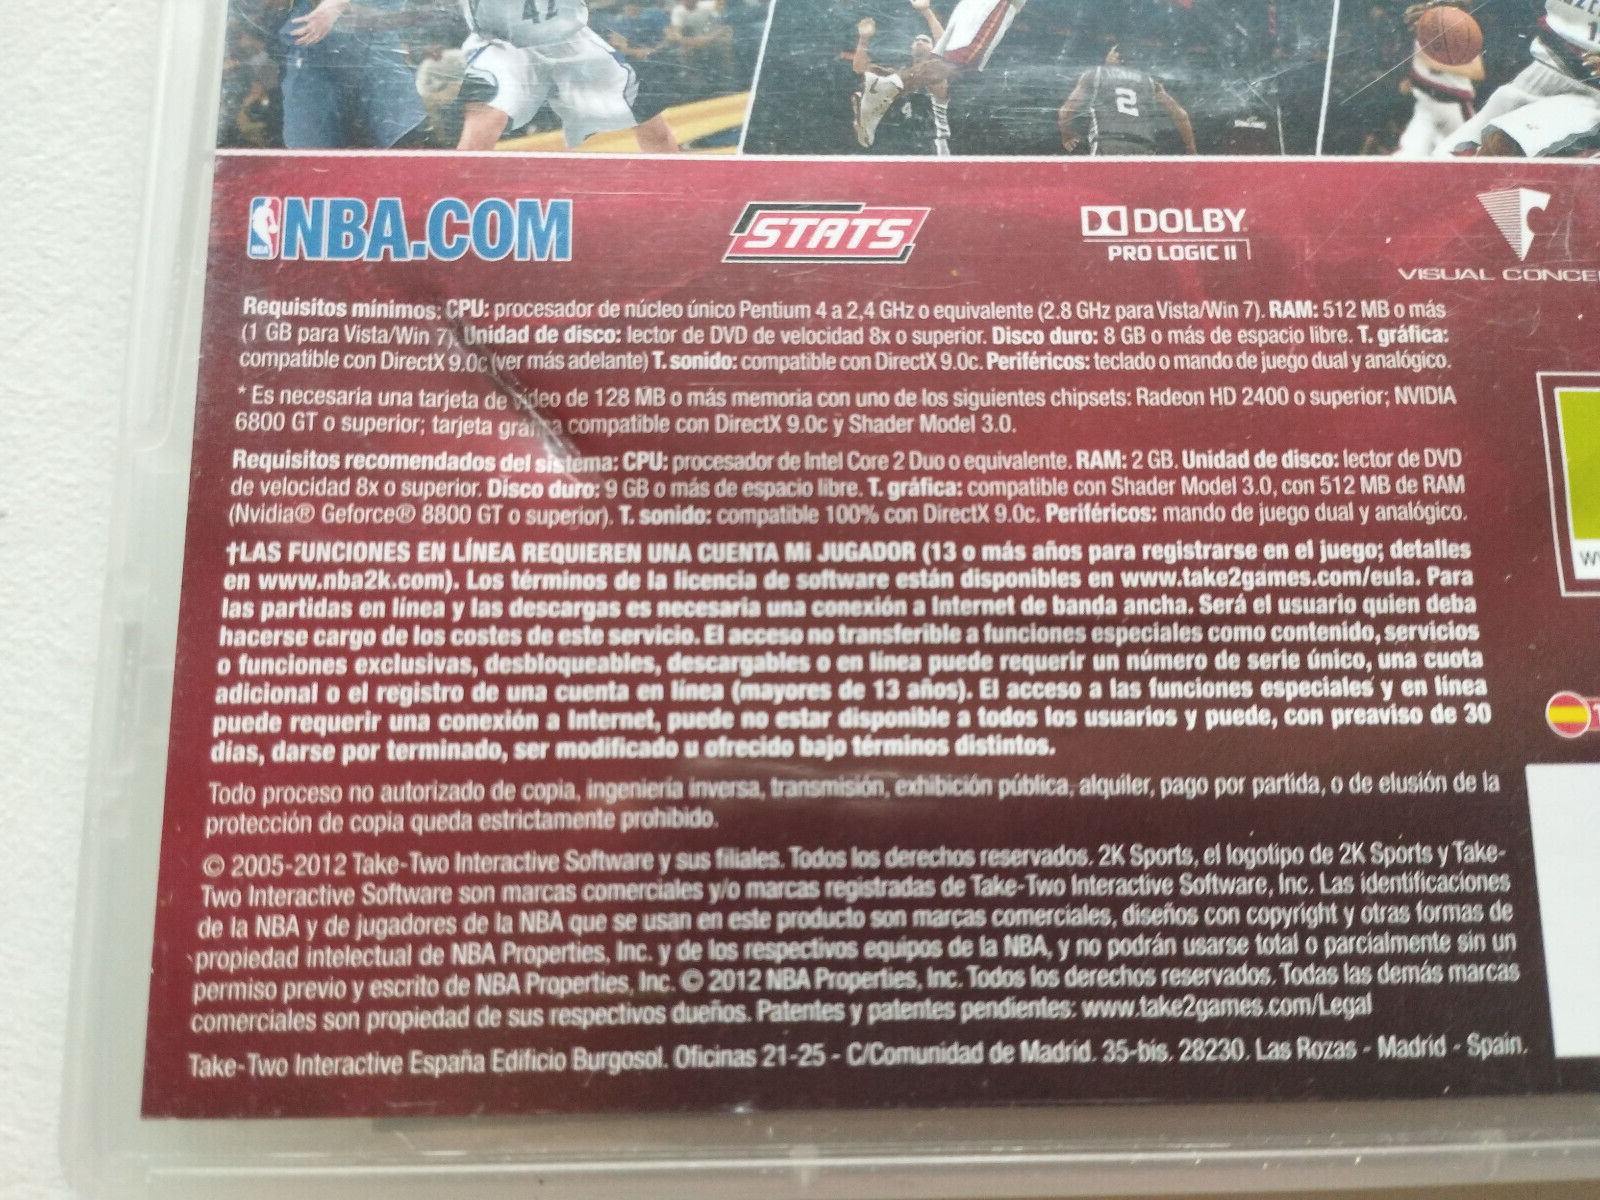 42
4
2
NBA.COM
NBA
STATS
DOLBY
PRO LOGIC II
VISUAL CONCE
Requisitos mínimos: CPU: procesador de núcleo único Pentium 4 a 2,4 GHz o equivalente (2.8 GHz para Vista/Win 7). RAM: 512 MB o más
(1 GB para Vista/Win 7). Unidad de disco: lector de DVD de velocidad 8x o superior. Disco duro: 8 GB o más de espacio libre. T. gráfica:
compatible con DirectX 9.0c (ver más adelante) T. sonido: compatible con DirectX 9.0c. Periféricos: teclado o mando de juego dual y analógico.
* Es necesaria una tarjeta de vídeo de 128 MB o más memoria con uno de los siguientes chipsets: Radeon HD 2400 o superior; NVIDIA
6800 GT o superior; tarjeta gráfica compatible con DirectX 9.0c y Shader Model 3.0.
Requisitos recomendados del sistema: CPU: procesador de Intel Core 2 Duo o equivalente. RAM: 2 GB. Unidad de disco: lector de DVD
de velocidad 8x o superior. Disco duro: 9 GB o más de espacio libre. T. gráfica: compatible con Shader Model 3.0, con 512 MB de RAM
(Nvidia® Geforce® 8800 GT o superior). T. sonido: compatible 100% con DirectX 9.0c. Periféricos: mando de juego dual y analógico.
†LAS FUNCIONES EN LÍNEA REQUIEREN UNA CUENTA Mi JUGADOR (13 o más años para registrarse en el juego; detalles
en www.nba2k.com). Los términos de la licencia de software están disponibles en www.take2games.com/eula. Para
las partidas en línea y las descargas es necesaria una conexión a Internet de banda ancha. Será el usuario quien deba
hacerse cargo de los costes de este servicio. El acceso no transferible a funciones especiales como contenido, servicios
o funciones exclusivas, desbloqueables, descargables o en línea puede requerir un número de serie único, una cuota
adicional o el registro de una cuenta en línea (mayores de 13 años). El acceso a las funciones especiales y en línea
puede requerir una conexión a Internet, puede no estar disponible a todos los usuarios y puede, con preaviso de 30
días, darse por terminado, ser modificado u ofrecido bajo términos distintos.
Todo proceso no autorizado de copia, ingeniería inversa, transmisión, exhibición pública, alquiler, pago por partida, o de elusión de la
protección de copia queda estrictamente prohibido.
© 2005-2012 Take-Two Interactive Software y sus filiales. Todos los derechos reservados. 2K Sports, el logotipo de 2K Sports y Take-
Two Interactive Software son marcas comerciales y/o marcas registradas de Take-Two Interactive Software, Inc. Las identificaciones
de la NBA y de jugadores de la NBA que se usan en este producto son marcas comerciales, diseños con copyright y otras formas de
propiedad intelectual de NBA Properties, Inc. y de los respectivos equipos de la NBA, y no podrán usarse total o parcialmente sin un
permiso previo y escrito de NBA Properties, Inc. © 2012 NBA Properties, Inc. Todos los derechos reservados. Todas las demás marcas
comerciales son propiedad de sus respectivos dueños. Patentes y patentes pendientes: www.take2games.com/Legal
Take-Two Interactive España Edificio Burgosol. Oficinas 21-25 - C/Comunidad de Madrid. 35-bis. 28230. Las Rozas - Madrid - Spain.